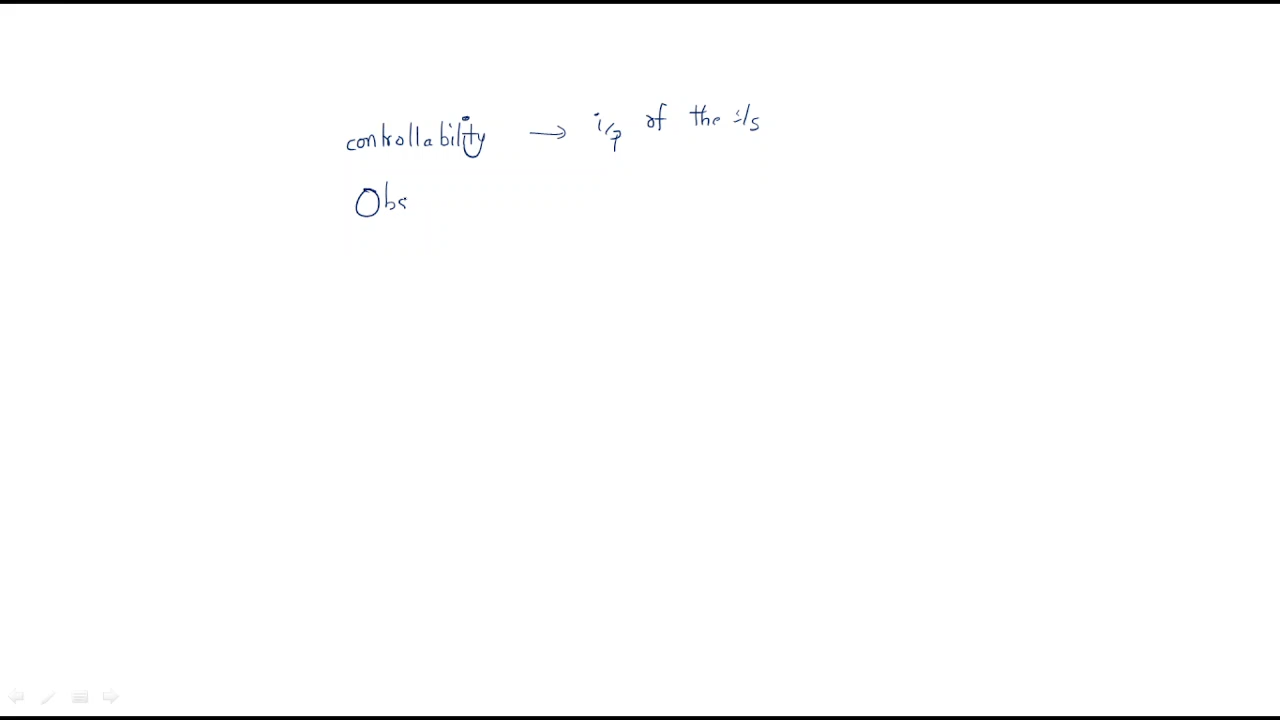 controllability → i/p of the s/s
Obs